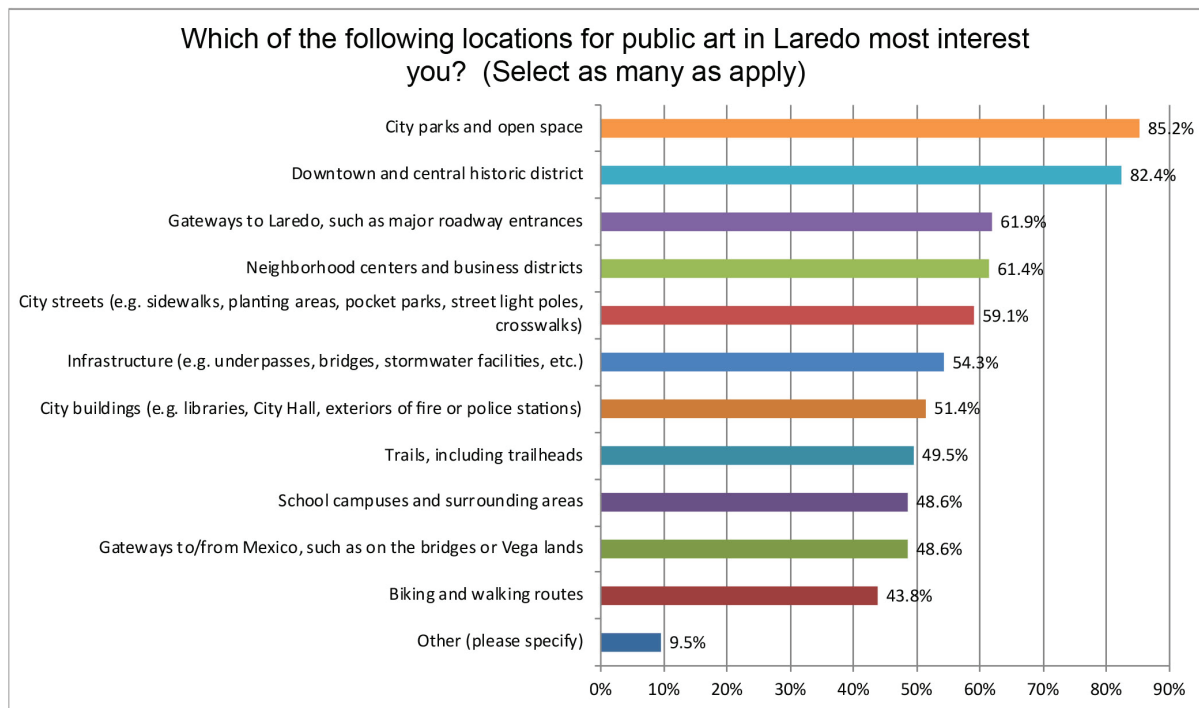 Which of the following locations for public art in Laredo most interest
you?  (Select as many as apply)
City parks and open space
85.2%
Downtown and central historic district
82.4%
Gateways to Laredo, such as major roadway entrances
61.9%
Neighborhood centers and business districts
61.4%
City streets (e.g. sidewalks, planting areas, pocket parks, street light poles,
crosswalks)
59.1%
Infrastructure (e.g. underpasses, bridges, stormwater facilities, etc.)
54.3%
City buildings (e.g. libraries, City Hall, exteriors of fire or police stations)
51.4%
Trails, including trailheads
49.5%
School campuses and surrounding areas
48.6%
Gateways to/from Mexico, such as on the bridges or Vega lands
48.6%
Biking and walking routes
43.8%
Other (please specify)
9.5%
0% 10% 20% 30% 40% 50% 60% 70% 80% 90%